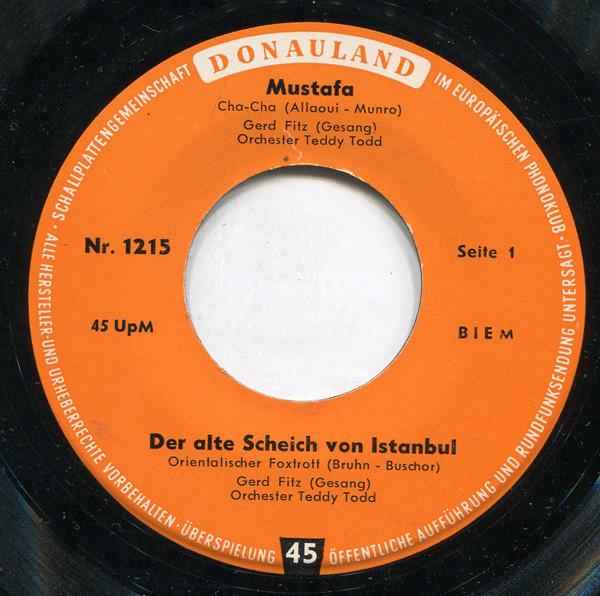 DONAULAND
SCHALLPLATTENGEMEINSCHAFT
IM EUROPÄISCHEN PHONOKLUB
Mustafa
Cha-Cha (Allaoui - Munro)
Gerd Fitz (Gesang)
Orchester Teddy Todd
Nr. 1215
Seite 1
45 UpM
BIEM
Der alte Scheich von Istanbul
Orientalischer Foxtrott (Bruhn - Buschor)
Gerd Fitz (Gesang)
Orchester Teddy Todd
· ALLE HERSTELLER-UND URHEBERRECHTE VORBEHALTEN · ÜBERSPIELUNG
45
ÖFFENTLICHE AUFFÜHRUNG UND RUNDFUNKSENDUNG UNTERSAGT ·